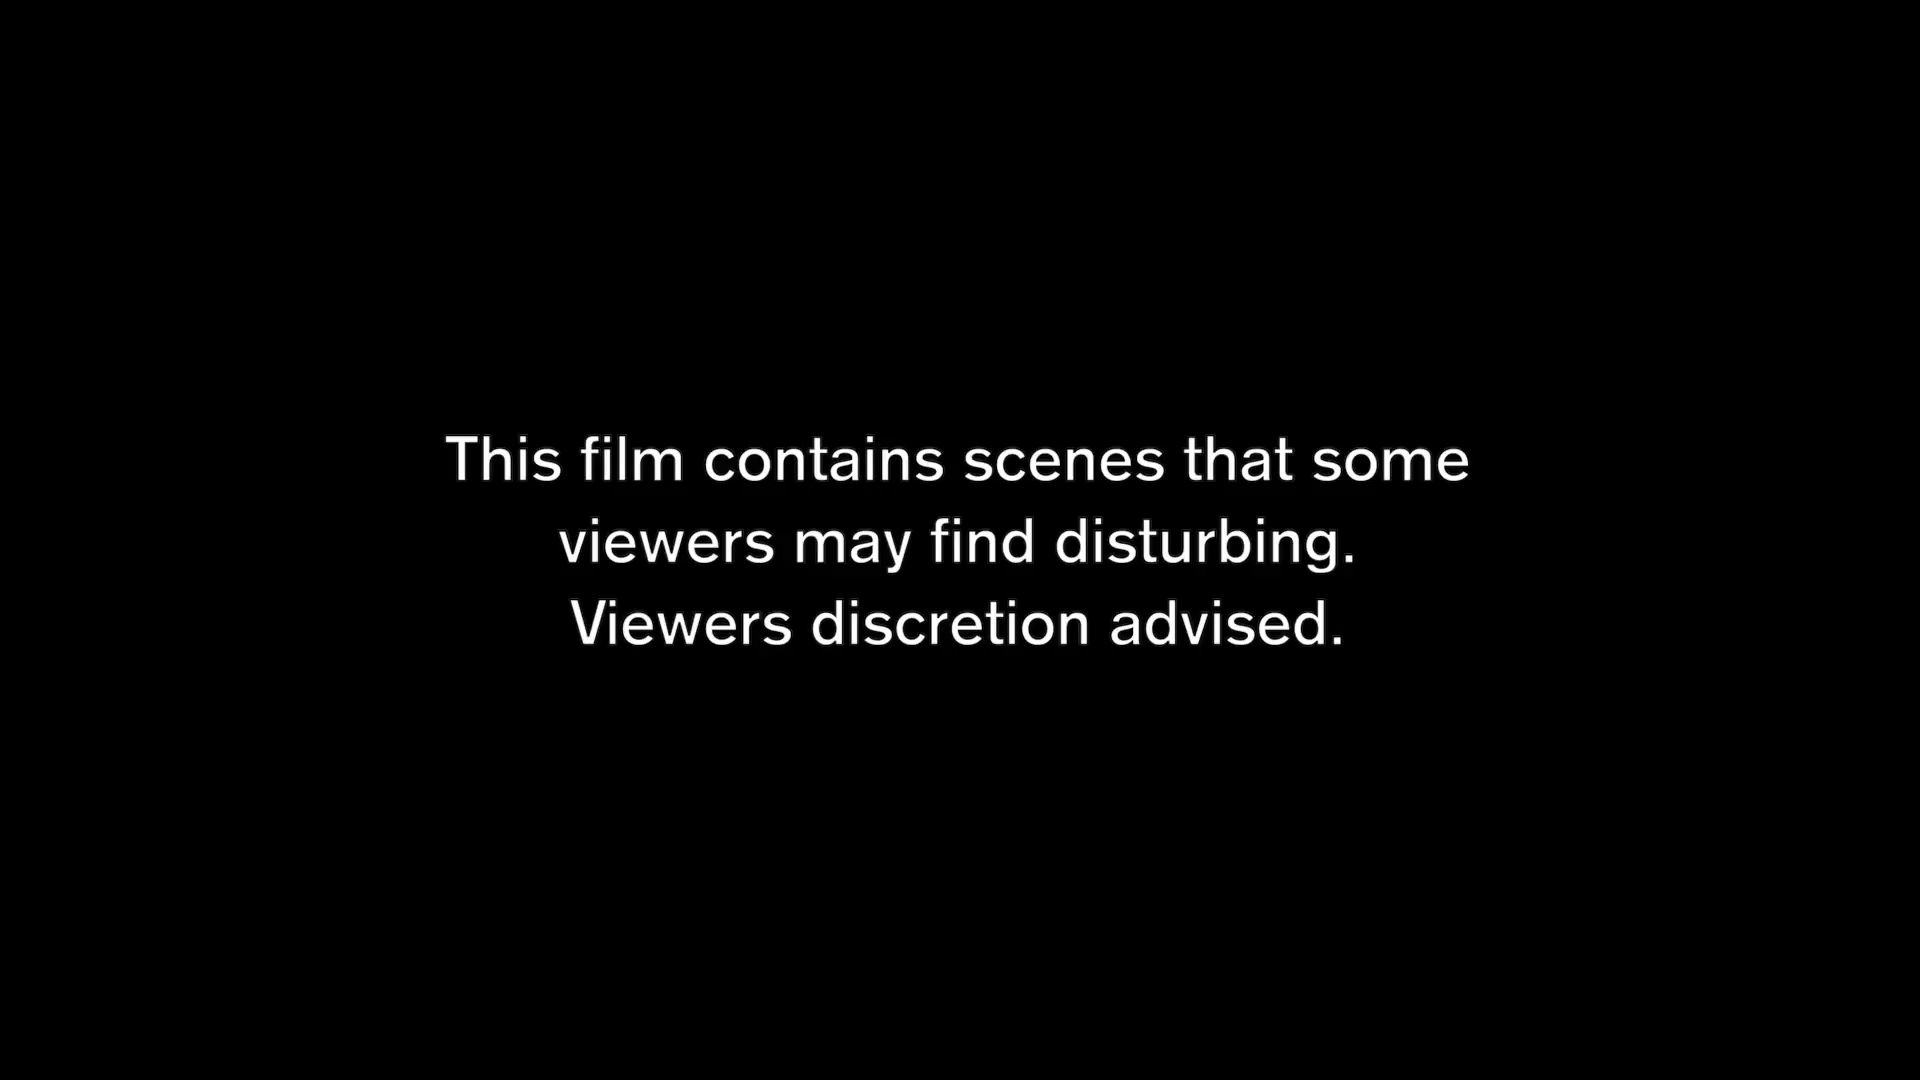 This film contains scenes that some
viewers may find disturbing.
Viewers discretion advised.